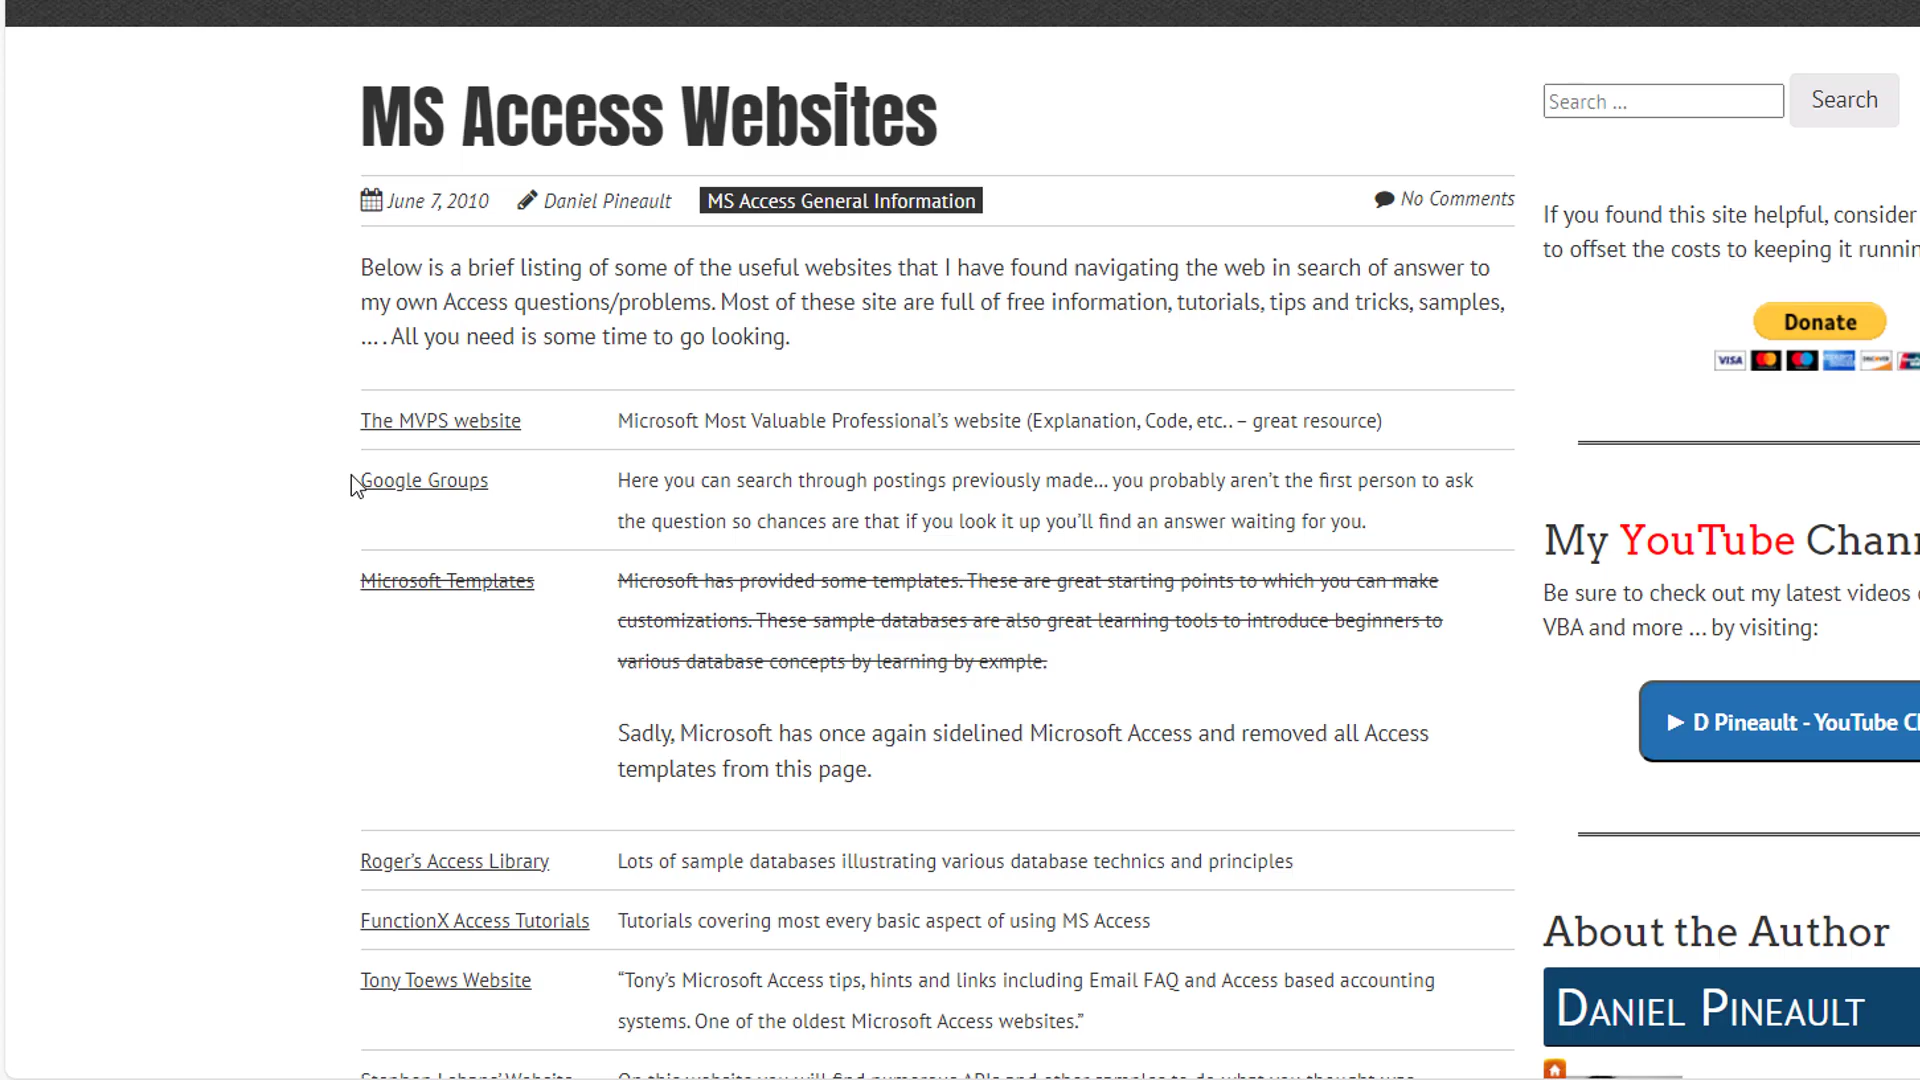 MS Access Websites
June 7, 2010 Daniel Pineault MS Access General Information No Comments
Below is a brief listing of some of the useful websites that I have found navigating the web in search of answer to
my own Access questions/problems. Most of these site are full of free information, tutorials, tips and tricks, samples,
... . All you need is some time to go looking.
The MVPS website Microsoft Most Valuable Professional’s website (Explanation, Code, etc.. – great resource)
Google Groups Here you can search through postings previously made... you probably aren’t the first person to ask
the question so chances are that if you look it up you’ll find an answer waiting for you.
Microsoft Templates Microsoft has provided some templates. These are great starting points to which you can make
customizations. These sample databases are also great learning tools to introduce beginners to
various database concepts by learning by exmple.
Sadly, Microsoft has once again sidelined Microsoft Access and removed all Access
templates from this page.
Roger’s Access Library Lots of sample databases illustrating various database technics and principles
FunctionX Access Tutorials Tutorials covering most every basic aspect of using MS Access
Tony Toews Website “Tony’s Microsoft Access tips, hints and links including Email FAQ and Access based accounting
systems. One of the oldest Microsoft Access websites.”
Search ... Search
If you found this site helpful, consider
to offset the costs to keeping it
Donate
VISA
My YouTube
Be sure to check out my latest videos
VBA and more ... by visiting:
D Pineault - YouTube
About the Author
DANIEL PINEAULT